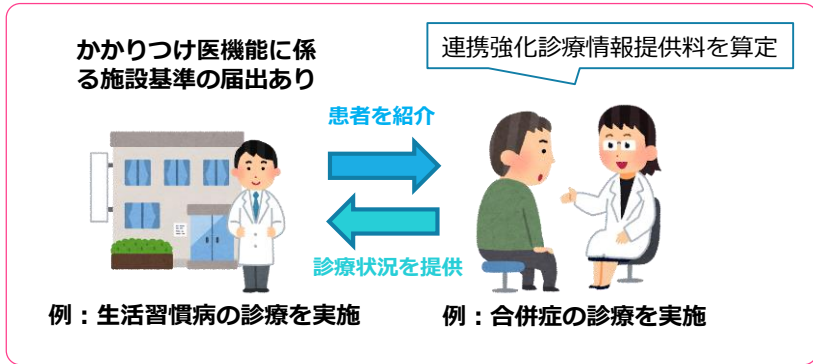 かかりつけ医機能に係
る施設基準の届出あり
連携強化診療情報提供料を算定
患者を紹介
診療状況を提供
例：生活習慣病の診療を実施
例：合併症の診療を実施